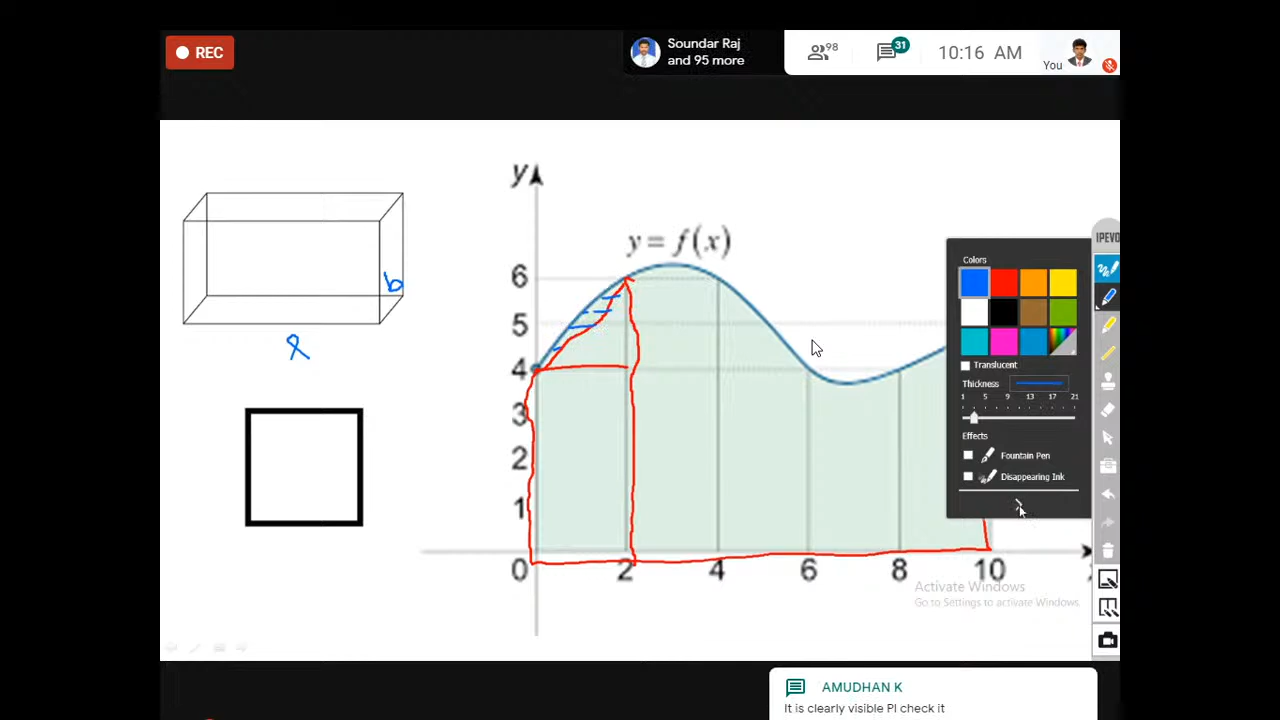 REC
Soundar Raj
and 95 more
98
31
10:16 AM
You
y
y = f(x)
6
5
4
3
2
1
0 2 4 6 8 10
b
IPEVO
Colors
Translucent
Thickness
1 5 9 13 17 21
Effects
Fountain Pen
Disappearing Ink
Activate Windows
Go to Settings to activate Windows.
AMUDHAN K
It is clearly visible PI check it